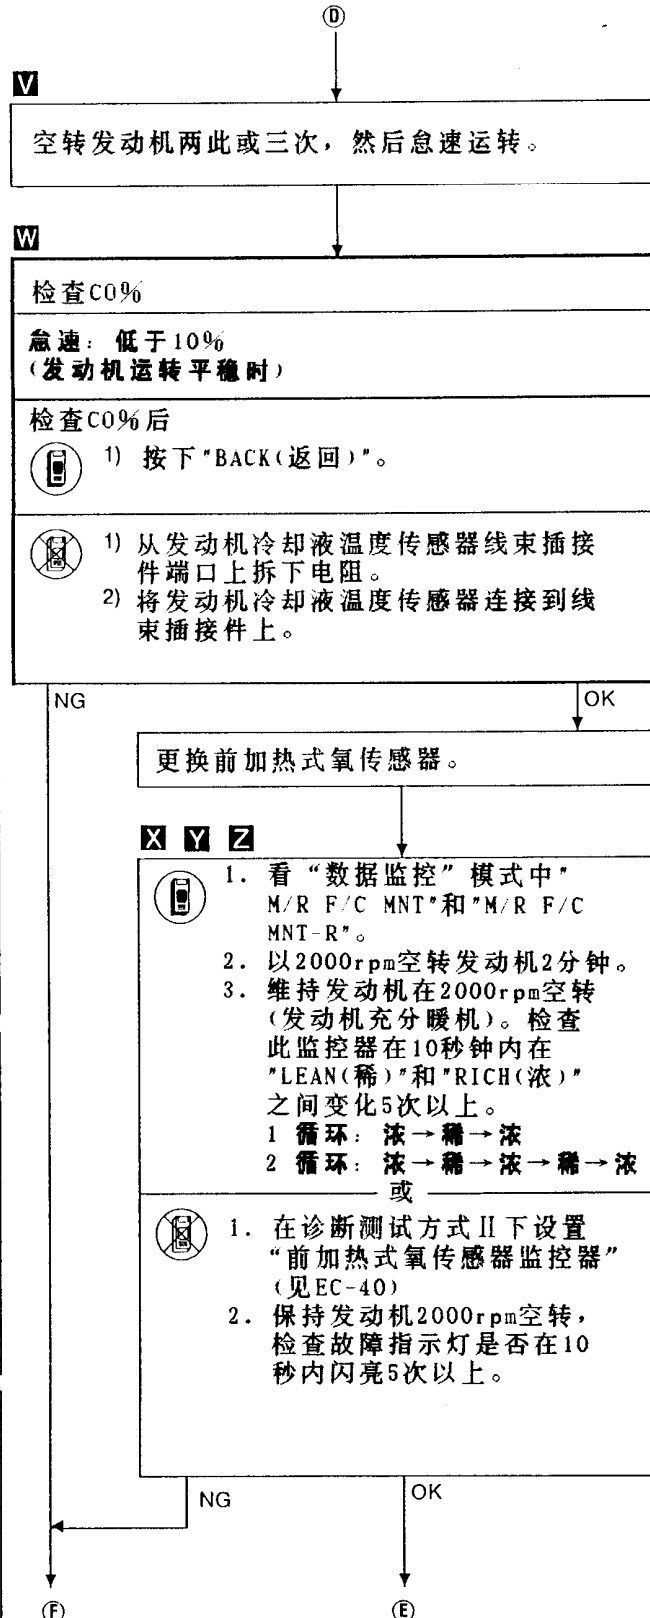 Ⓓ
V
空转发动机两此或三次，然后怠速运转。
W
检查CO%
怠速：低于10%
（发动机运转平稳时）
检查CO%后
1) 按下"BACK(返回)"。
1) 从发动机冷却液温度传感器线束插接
件端口上拆下电阻。
2) 将发动机冷却液温度传感器连接到线
束插接件上。
NG
OK
更换前加热式氧传感器。
X Y Z
1. 看“数据监控”模式中"
M/R F/C MNT"和"M/R F/C
MNT-R"。
2. 以2000rpm空转发动机2分钟。
3. 维持发动机在2000rpm空转
（发动机充分暖机）。检查
此监控器在10秒钟内在
"LEAN(稀)"和"RICH(浓)"
之间变化5次以上。
1 循环：浓→稀→浓
2 循环：浓→稀→浓→稀→浓
或
1. 在诊断测试方式Ⅱ下设置
“前加热式氧传感器监控器”
（见EC-40）
2. 保持发动机2000rpm空转，
检查故障指示灯是否在10
秒内闪亮5次以上。
NG
OK
Ⓕ
Ⓔ